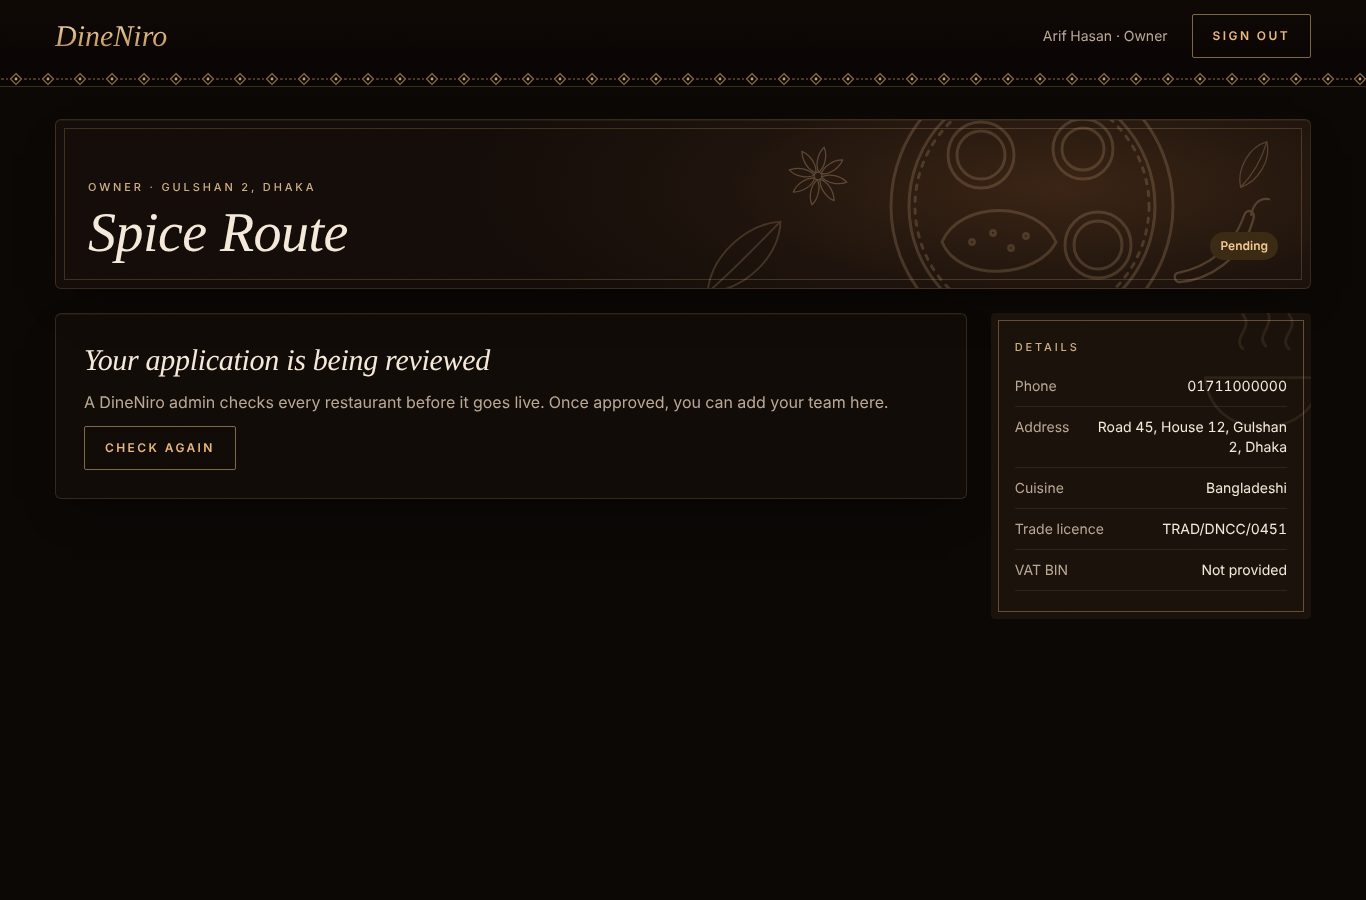 DineNiro
Arif Hasan · Owner
SIGN OUT
OWNER · GULSHAN 2, DHAKA
Spice Route
Pending
Your application is being reviewed
A DineNiro admin checks every restaurant before it goes live. Once approved, you can add your team here.
CHECK AGAIN
DETAILS
Phone 01711000000
Address Road 45, House 12, Gulshan
2, Dhaka
Cuisine Bangladeshi
Trade licence TRAD/DNCC/0451
VAT BIN Not provided